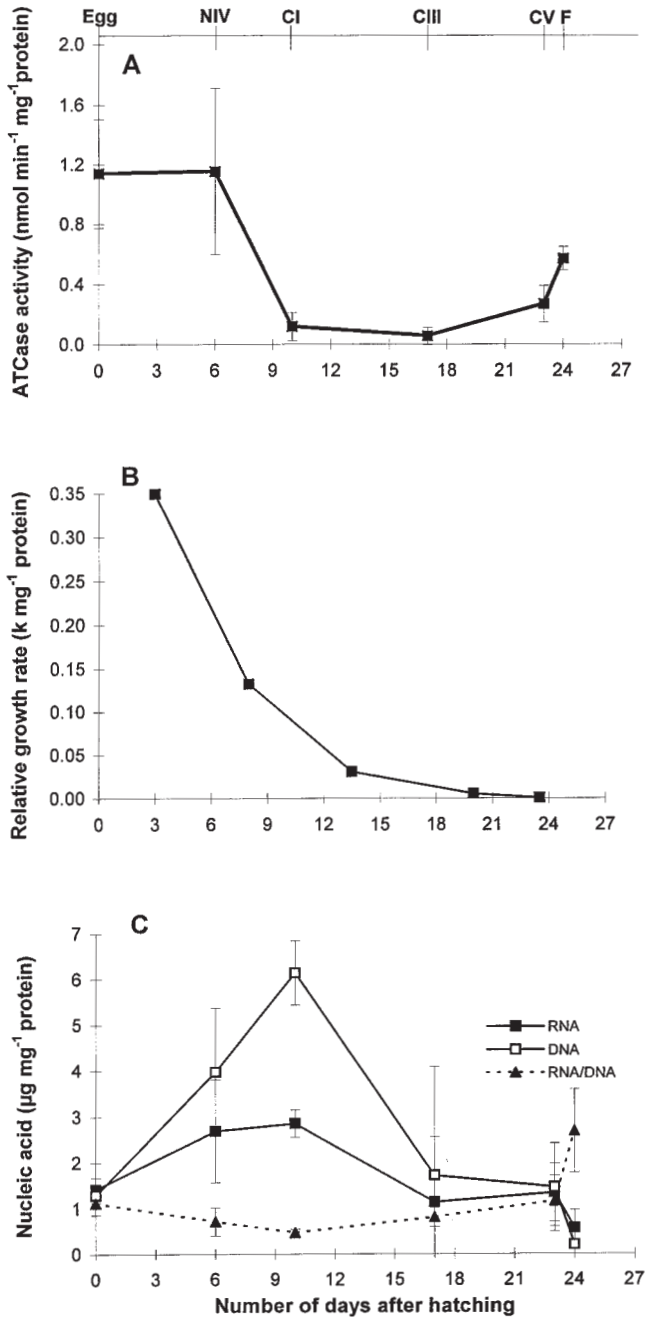 Egg NIV CI CIII CV F
A
ATCase activity (nmol min⁻¹ mg⁻¹protein)
2.0
1.6
1.2
0.8
0.4
0.0
0 3 6 9 12 15 18 21 24 27
B
Relative growth rate (k mg⁻¹ protein)
0.35
0.30
0.25
0.20
0.15
0.10
0.05
0.00
0 3 6 9 12 15 18 21 24 27
C
Nucleic acid (µg mg⁻¹ protein)
7
6
5
4
3
2
1
0
RNA
DNA
RNA/DNA
0 3 6 9 12 15 18 21 24 27
Number of days after hatching